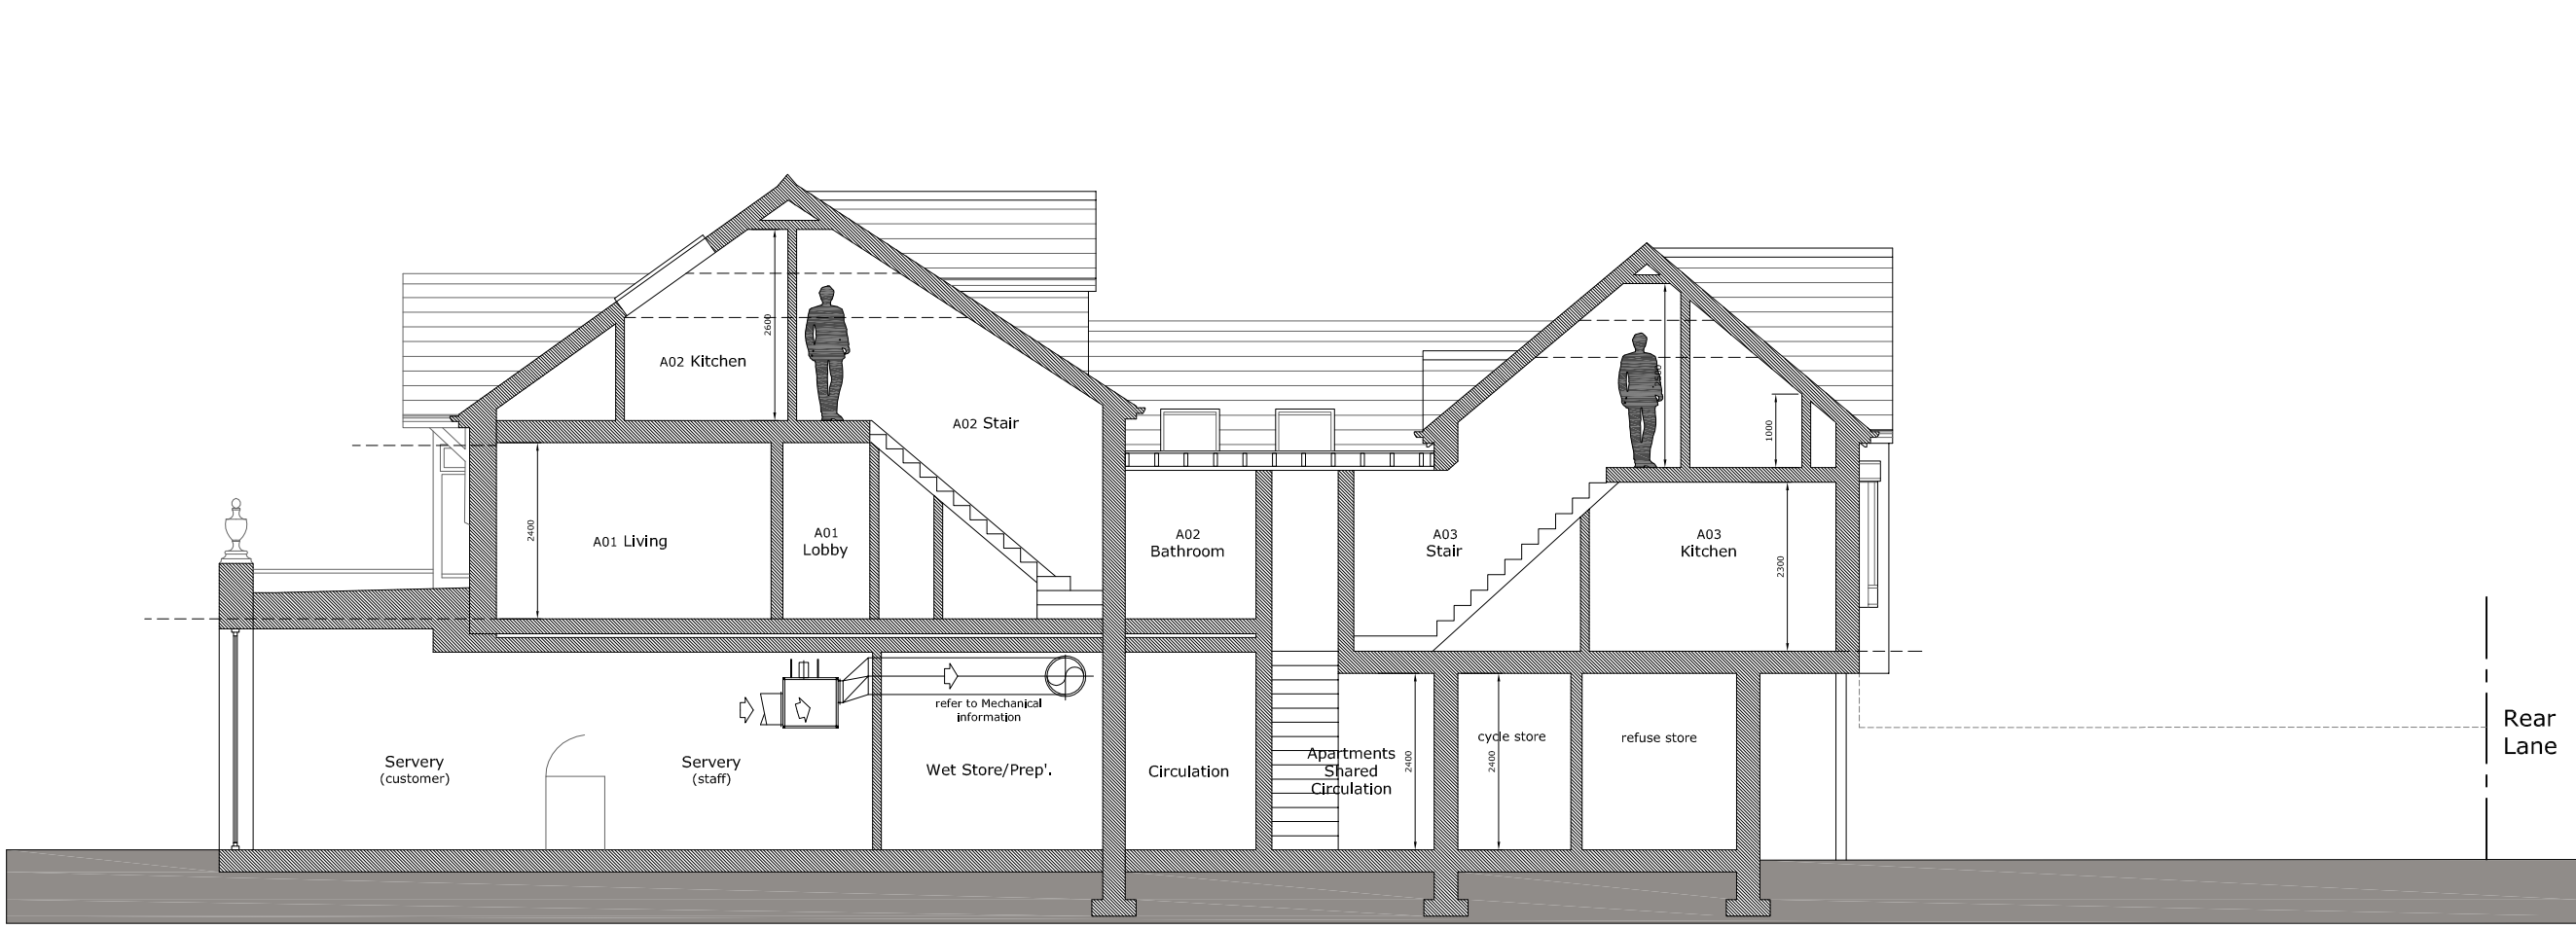 2600
A02 Kitchen
A02 Stair
1000
2400
A01 Living
A01
Lobby
A02
Bathroom
A03
Stair
A03
Kitchen
2300
refer to Mechanical
information
Servery
(customer)
Servery
(staff)
Wet Store/Prep'.
Circulation
Apartments
Shared
Circulation
2400
cycle store
2400
refuse store
Rear
Lane